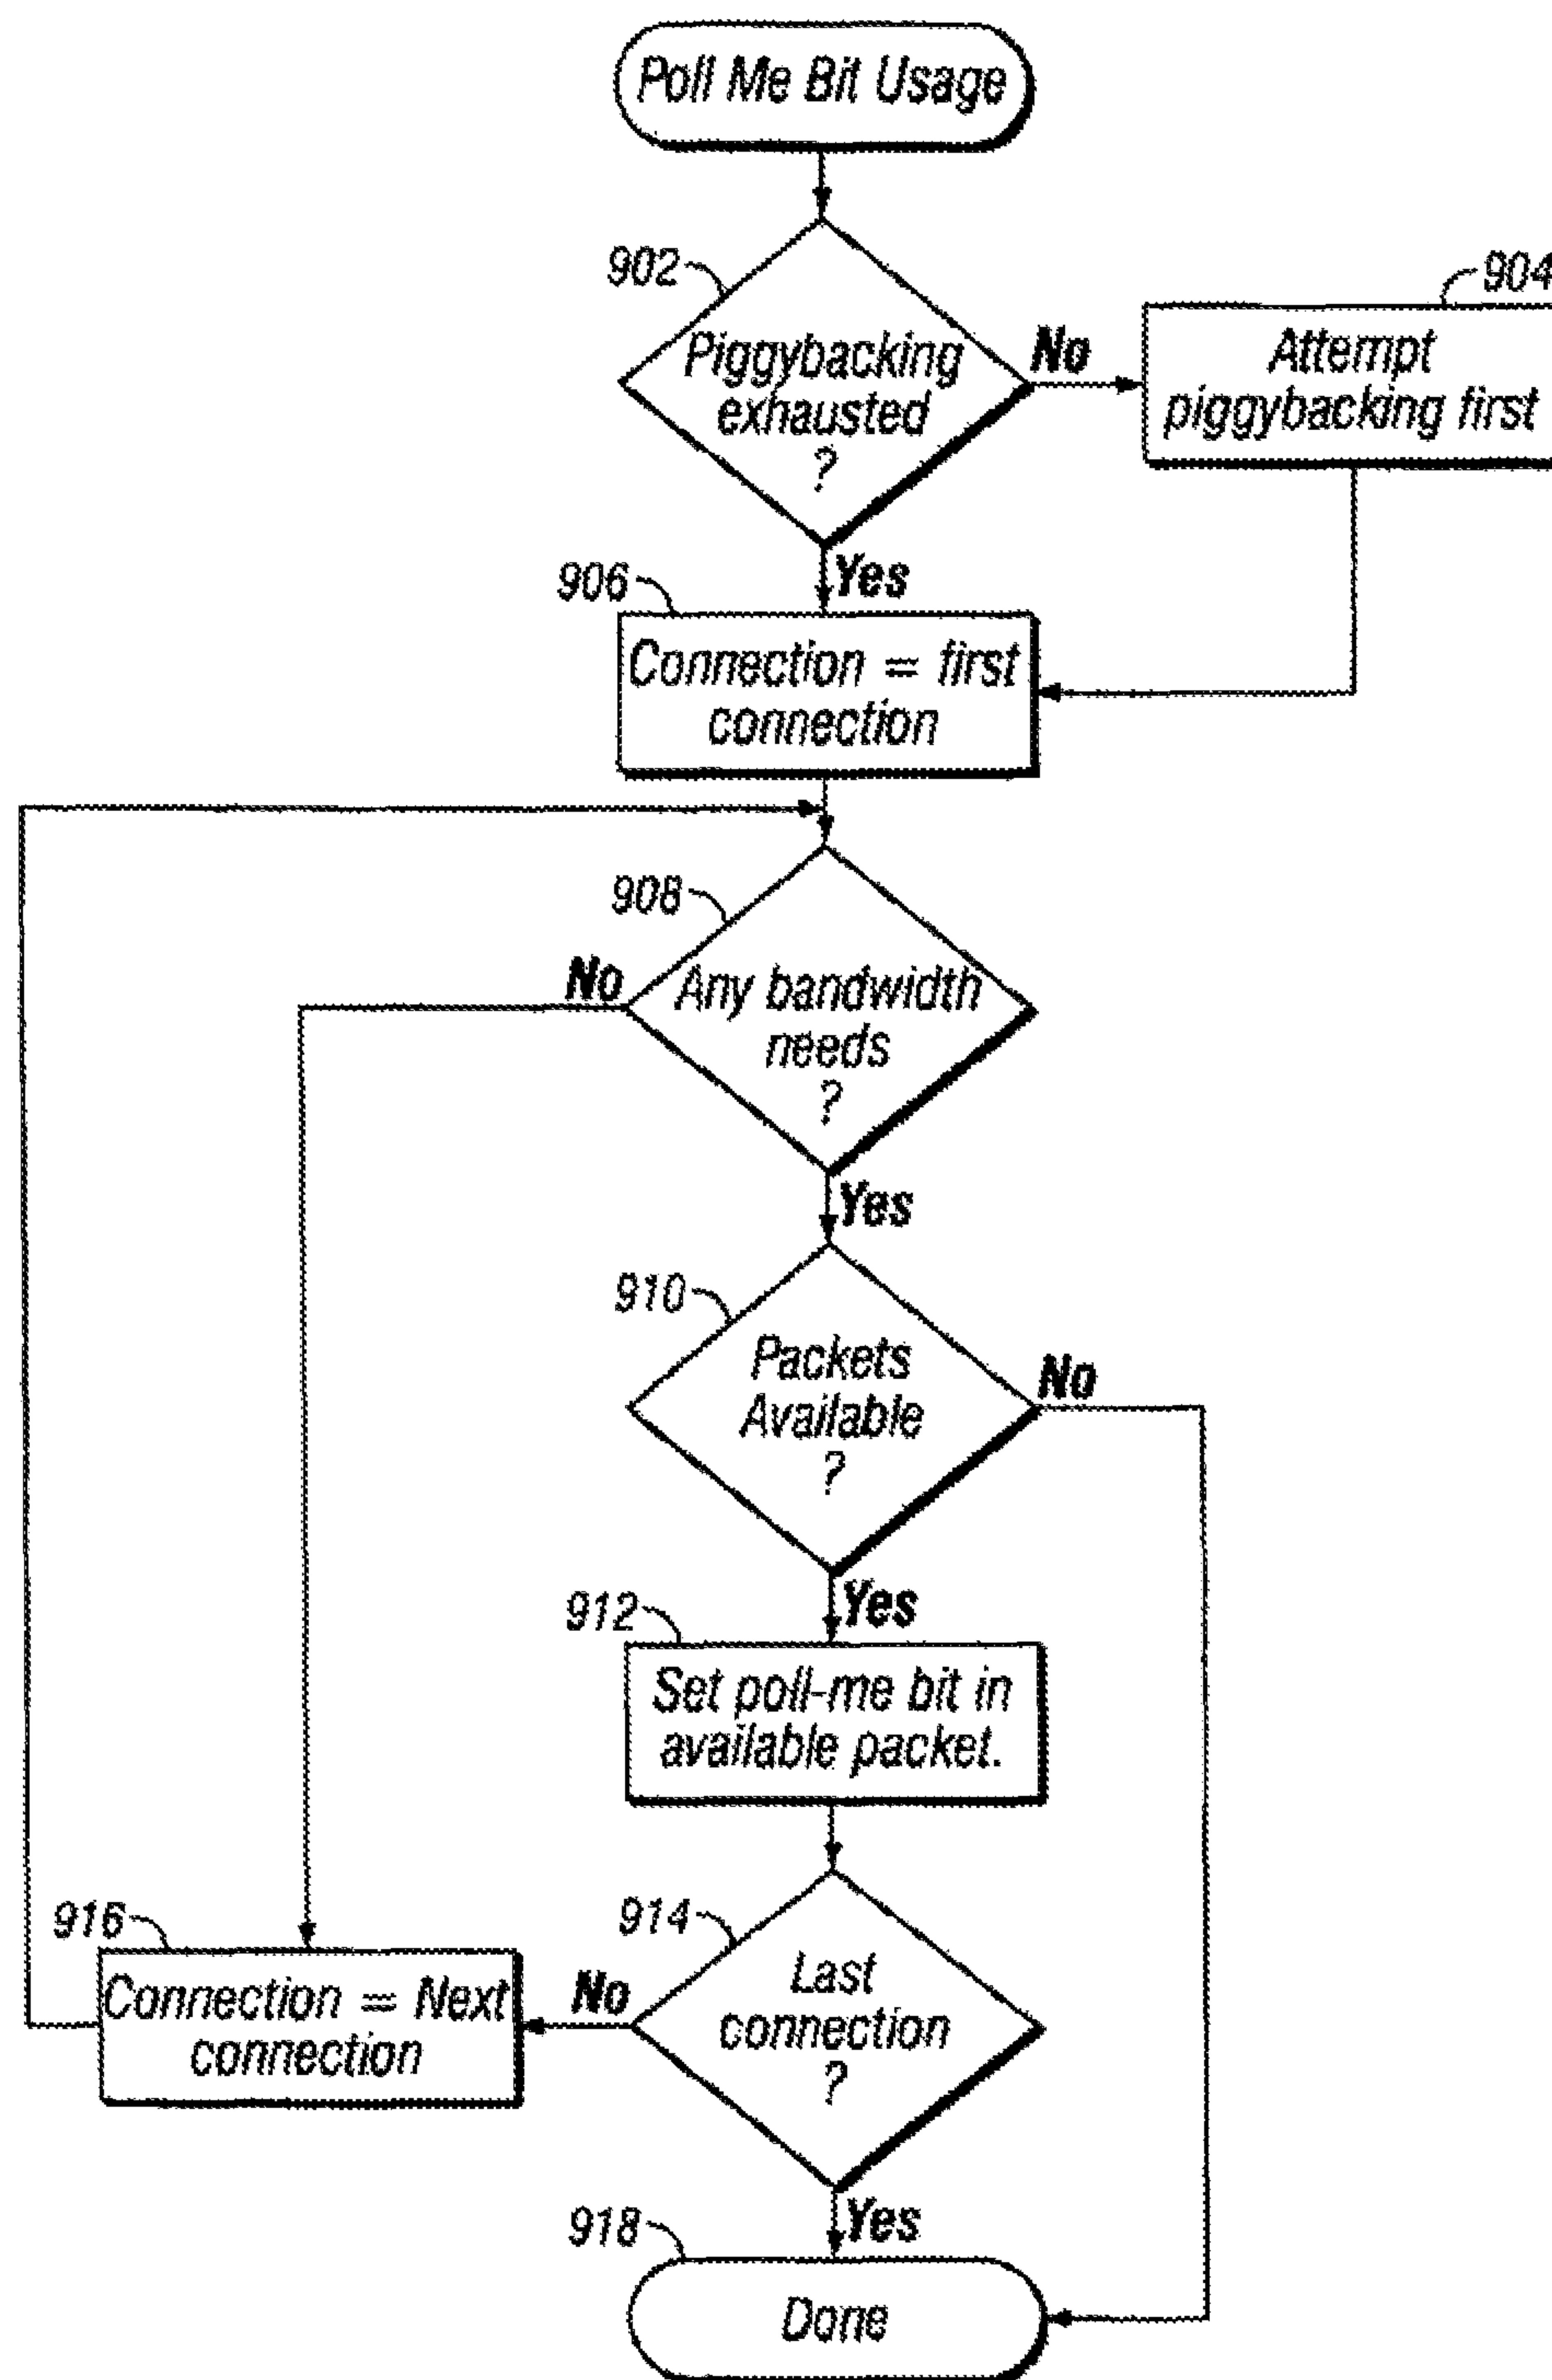 Poll Me Bit Usage
902
Piggybacking
exhausted
?
No
904
Attempt
piggybacking first
Yes
906
Connection = first
connection
908
No
Any bandwidth
needs
?
Yes
910
Packets
Available
?
No
Yes
912
Set poll-me bit in
available packet.
914
Last
connection
?
No
916
Connection = Next
connection
Yes
918
Done